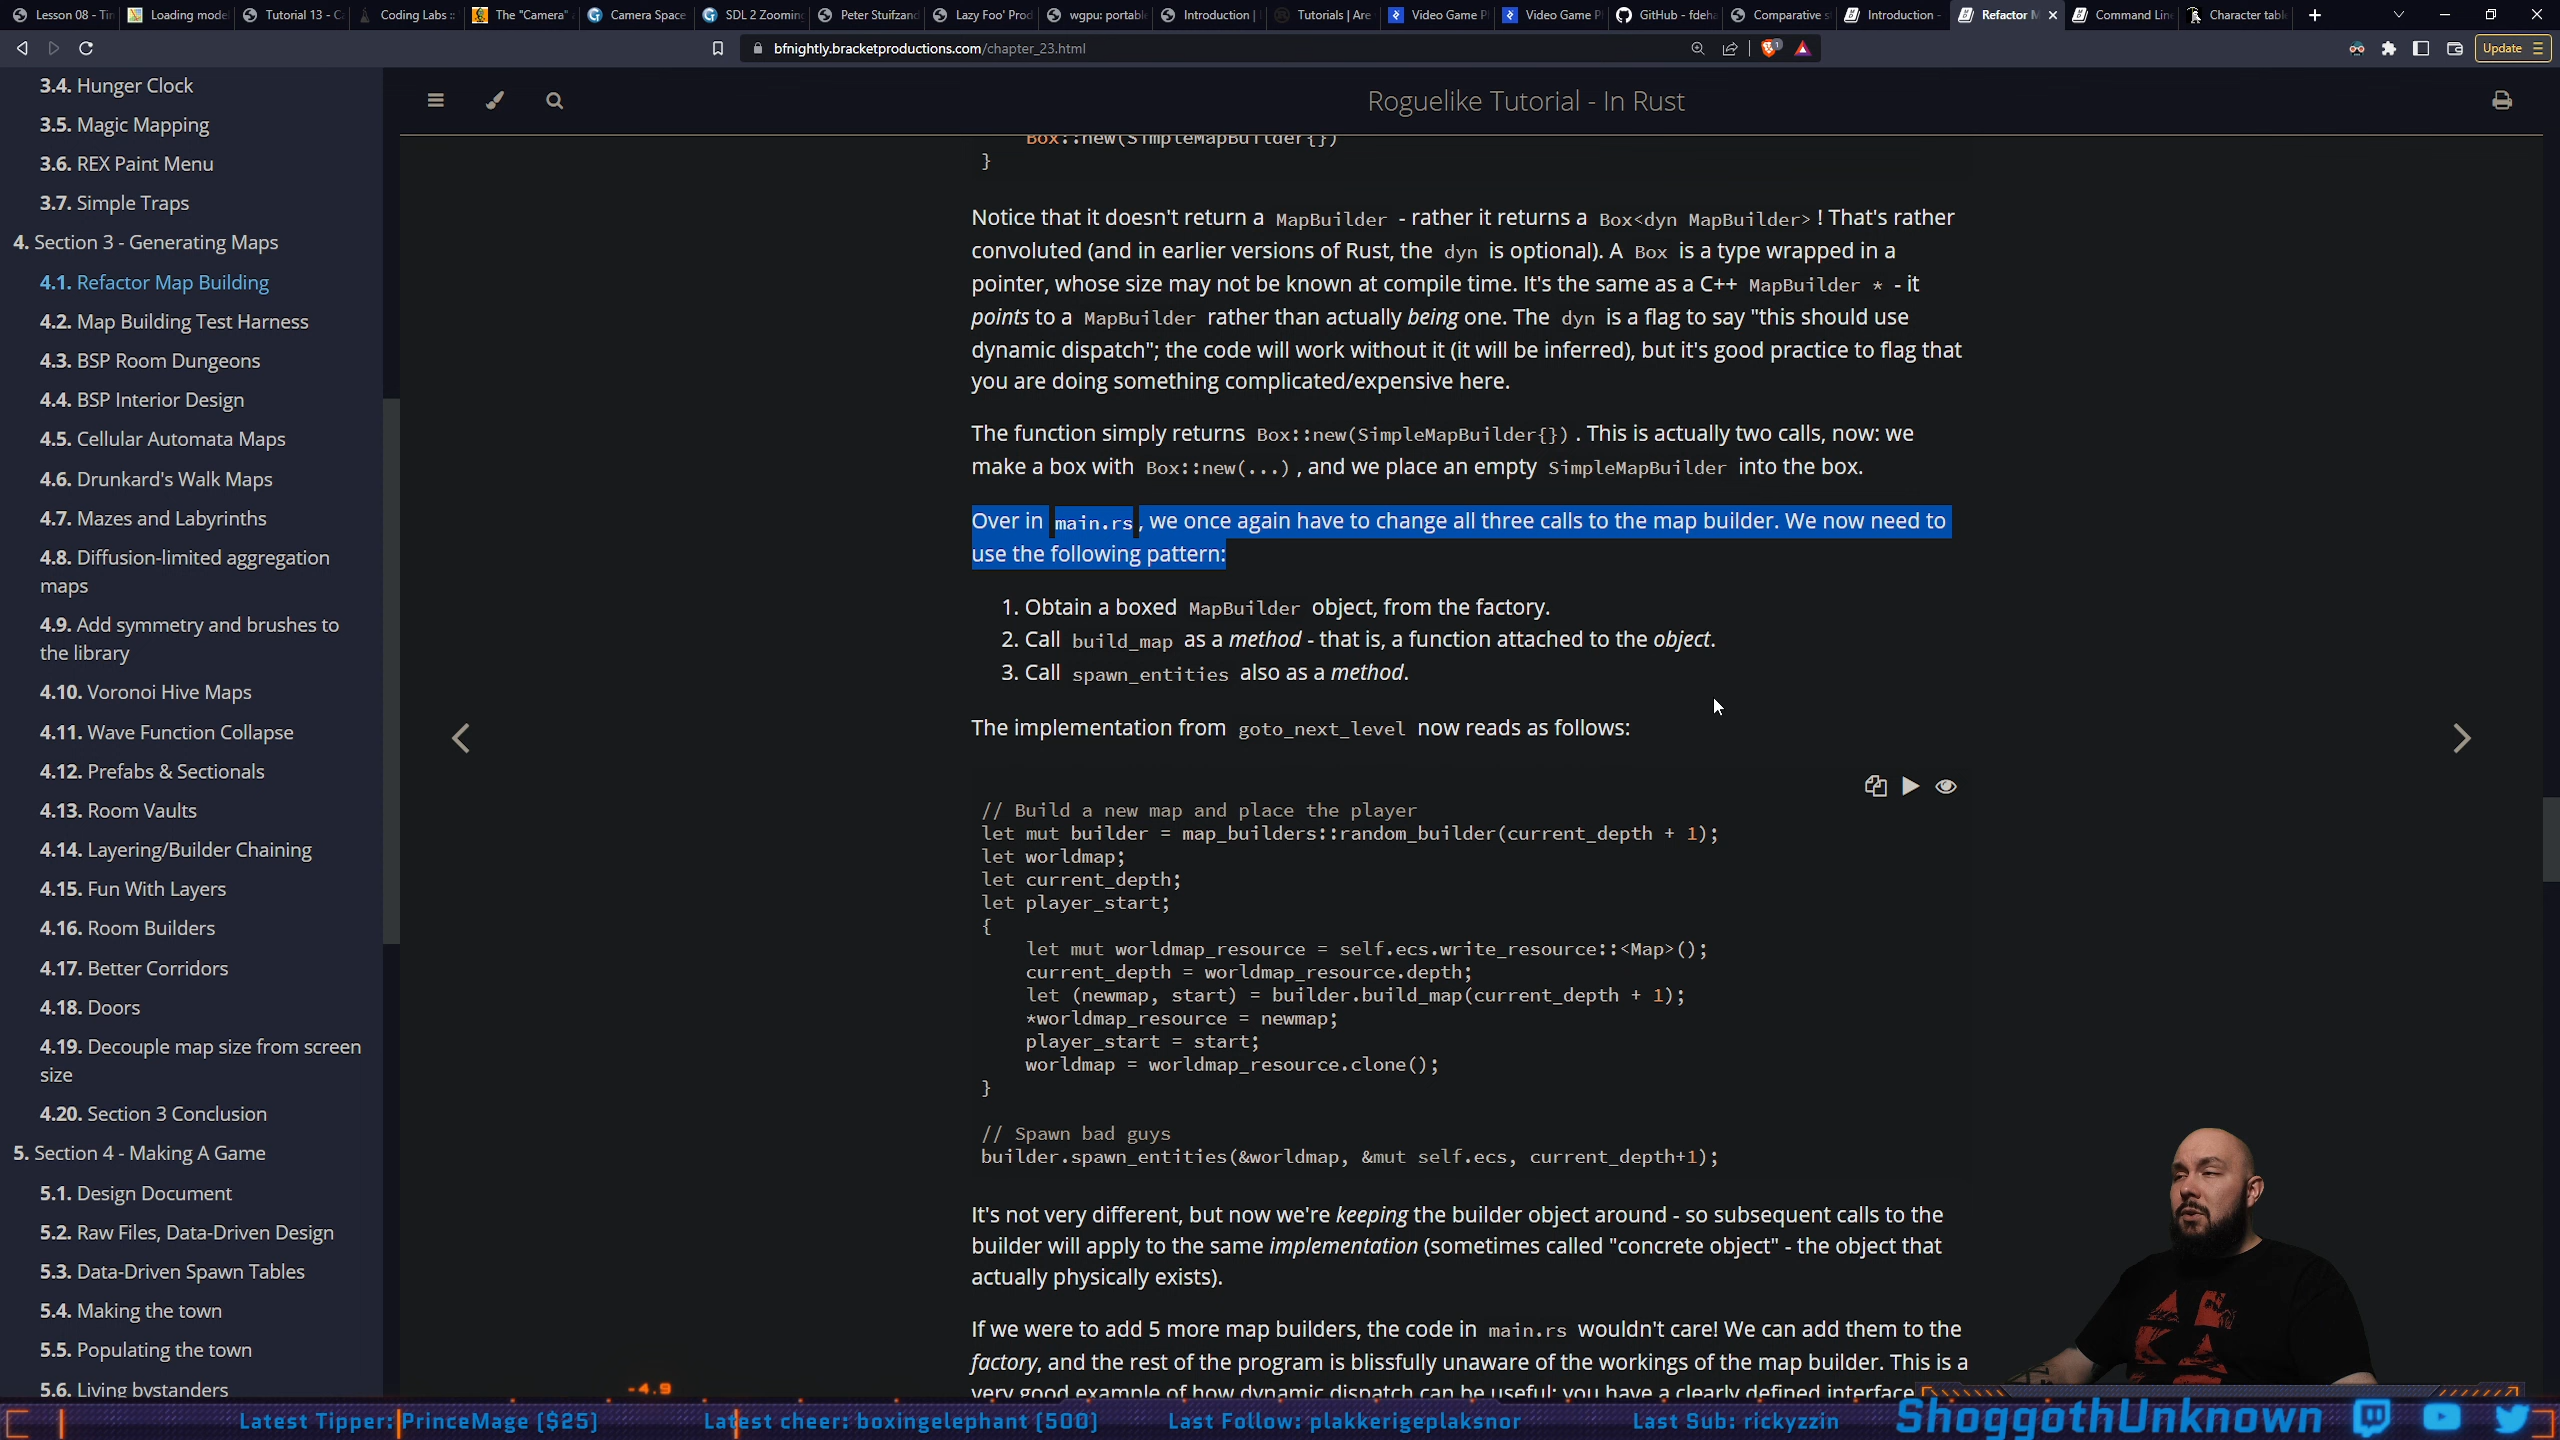 Lesson 08 - Tir
Loading mode
Tutorial 13 - C
Coding Labs ::
The "Camera"
Camera Space
SDL 2 Zooming
Peter Stuifzand
Lazy Foo' Prod
wgpu: portable
Introduction |
Tutorials | Are
Video Game P
Video Game P
GitHub - fdeha
Comparative s
Introduction -
Refactor M
Command Line
Character table
bfnightly.bracketproductions.com/chapter_23.html
Update
3.4. Hunger Clock
3.5. Magic Mapping
3.6. REX Paint Menu
3.7. Simple Traps
4. Section 3 - Generating Maps
4.1. Refactor Map Building
4.2. Map Building Test Harness
4.3. BSP Room Dungeons
4.4. BSP Interior Design
4.5. Cellular Automata Maps
4.6. Drunkard's Walk Maps
4.7. Mazes and Labyrinths
4.8. Diffusion-limited aggregation
maps
4.9. Add symmetry and brushes to
the library
4.10. Voronoi Hive Maps
4.11. Wave Function Collapse
4.12. Prefabs & Sectionals
4.13. Room Vaults
4.14. Layering/Builder Chaining
4.15. Fun With Layers
4.16. Room Builders
4.17. Better Corridors
4.18. Doors
4.19. Decouple map size from screen
size
4.20. Section 3 Conclusion
5. Section 4 - Making A Game
5.1. Design Document
5.2. Raw Files, Data-Driven Design
5.3. Data-Driven Spawn Tables
5.4. Making the town
5.5. Populating the town
5.6. Living bystanders
Roguelike Tutorial - In Rust
Box::new(SimpleMapBuilder{})
}
Notice that it doesn't return a MapBuilder - rather it returns a Box<dyn MapBuilder> ! That's rather
convoluted (and in earlier versions of Rust, the dyn is optional). A Box is a type wrapped in a
pointer, whose size may not be known at compile time. It's the same as a C++ MapBuilder * - it
points to a MapBuilder rather than actually being one. The dyn is a flag to say "this should use
dynamic dispatch"; the code will work without it (it will be inferred), but it's good practice to flag that
you are doing something complicated/expensive here.
The function simply returns Box::new(SimpleMapBuilder{}) . This is actually two calls, now: we
make a box with Box::new(...) , and we place an empty SimpleMapBuilder into the box.
Over in main.rs , we once again have to change all three calls to the map builder. We now need to
use the following pattern:
1. Obtain a boxed MapBuilder object, from the factory.
2. Call build_map as a method - that is, a function attached to the object.
3. Call spawn_entities also as a method.
The implementation from goto_next_level now reads as follows:
// Build a new map and place the player
let mut builder = map_builders::random_builder(current_depth + 1);
let worldmap;
let current_depth;
let player_start;
{
let mut worldmap_resource = self.ecs.write_resource::<Map>();
current_depth = worldmap_resource.depth;
let (newmap, start) = builder.build_map(current_depth + 1);
*worldmap_resource = newmap;
player_start = start;
worldmap = worldmap_resource.clone();
}
// Spawn bad guys
builder.spawn_entities(&worldmap, &mut self.ecs, current_depth+1);
It's not very different, but now we're keeping the builder object around - so subsequent calls to the
builder will apply to the same implementation (sometimes called "concrete object" - the object that
actually physically exists).
If we were to add 5 more map builders, the code in main.rs wouldn't care! We can add them to the
factory, and the rest of the program is blissfully unaware of the workings of the map builder. This is a
very good example of how dynamic dispatch can be useful: you have a clearly defined interface
-4.9
Latest Tipper: PrinceMage ($25)
Latest cheer: boxingelephant (500)
Last Follow: plakkerigeplaksnor
Last Sub: rickyzzin
ShoggothUnknown